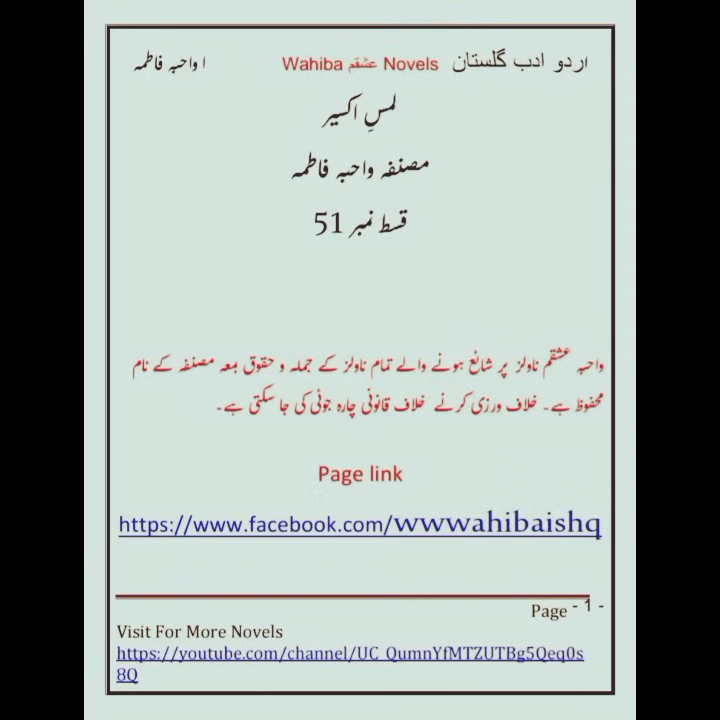 اردو ادب گلستان Wahiba عشقم Novels ا واحبہ فاطمہ
لمسِ اکسیر
مصنفہ واحبہ فاطمہ
قسط نمبر 51
واحبہ عشقم ناولز پر شائع ہونے والے تمام ناولز کے جملہ و حقوق بمعہ مصنفہ کے نام
محفوظ ہے۔ خلاف ورزی کرنے خلاف قانونی چارہ جوئی کی جا سکتی ہے۔
Page link
https://www.facebook.com/wwwahibaishq
Page - 1 -
Visit For More Novels
https://youtube.com/channel/UC_QumnYfMTZUTBg5Qeq0s
8Q